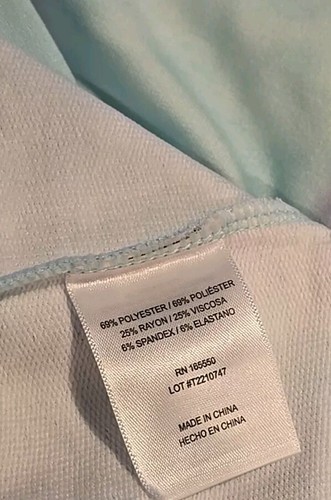 69% POLYESTER / 69% POLIÉSTER
25% RAYON / 25% VISCOSA
6% SPANDEX / 6% ELASTANO
RN 165550
LOT #T2210747
MADE IN CHINA
HECHO EN CHINA